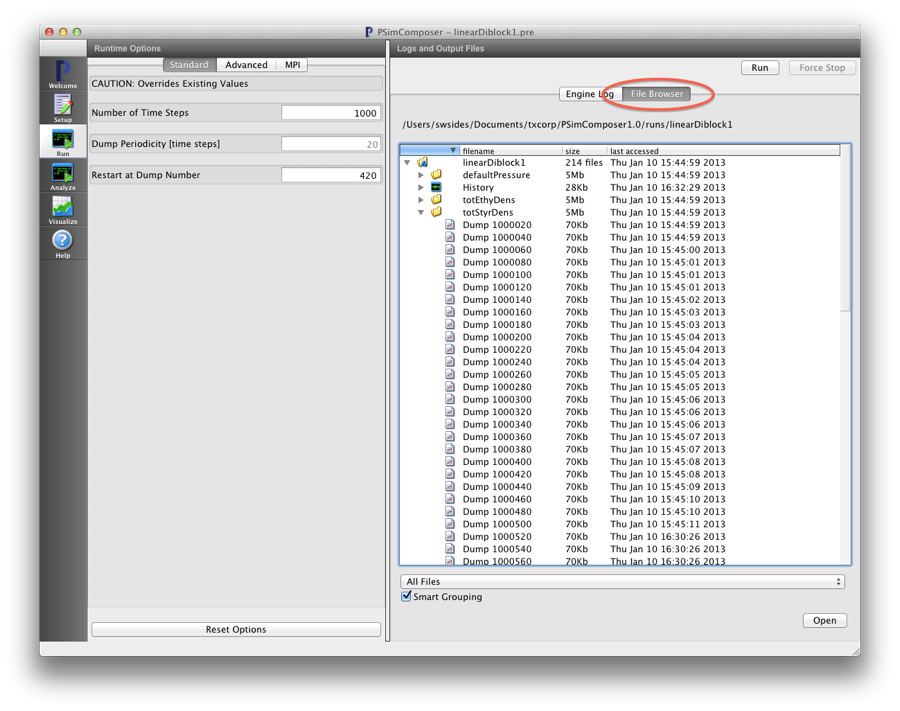 PSimComposer – linearDiblock1.pre
Runtime Options
Logs and Output Files
Welcome
Setup
Run
Analyze
Visualize
Help
Standard Advanced MPI
CAUTION: Overrides Existing Values
Number of Time Steps 1000
Dump Periodicity [time steps] 20
Restart at Dump Number 420
Reset Options
Run Force Stop
Engine Log File Browser
/Users/swsides/Documents/txcorp/PSimComposer1.0/runs/linearDiblock1
filename size last accessed
linearDiblock1 214 files Thu Jan 10 15:44:59 2013
defaultPressure 5Mb Thu Jan 10 15:44:59 2013
History 28Kb Thu Jan 10 16:32:29 2013
totEthyDens 5Mb Thu Jan 10 15:44:59 2013
totStyrDens 5Mb Thu Jan 10 15:44:59 2013
Dump 1000020 70Kb Thu Jan 10 15:44:59 2013
Dump 1000040 70Kb Thu Jan 10 15:44:59 2013
Dump 1000060 70Kb Thu Jan 10 15:45:00 2013
Dump 1000080 70Kb Thu Jan 10 15:45:01 2013
Dump 1000100 70Kb Thu Jan 10 15:45:01 2013
Dump 1000120 70Kb Thu Jan 10 15:45:01 2013
Dump 1000140 70Kb Thu Jan 10 15:45:02 2013
Dump 1000160 70Kb Thu Jan 10 15:45:03 2013
Dump 1000180 70Kb Thu Jan 10 15:45:03 2013
Dump 1000200 70Kb Thu Jan 10 15:45:04 2013
Dump 1000220 70Kb Thu Jan 10 15:45:04 2013
Dump 1000240 70Kb Thu Jan 10 15:45:04 2013
Dump 1000260 70Kb Thu Jan 10 15:45:05 2013
Dump 1000280 70Kb Thu Jan 10 15:45:05 2013
Dump 1000300 70Kb Thu Jan 10 15:45:06 2013
Dump 1000320 70Kb Thu Jan 10 15:45:06 2013
Dump 1000340 70Kb Thu Jan 10 15:45:06 2013
Dump 1000360 70Kb Thu Jan 10 15:45:07 2013
Dump 1000380 70Kb Thu Jan 10 15:45:07 2013
Dump 1000400 70Kb Thu Jan 10 15:45:08 2013
Dump 1000420 70Kb Thu Jan 10 15:45:08 2013
Dump 1000440 70Kb Thu Jan 10 15:45:09 2013
Dump 1000460 70Kb Thu Jan 10 15:45:10 2013
Dump 1000480 70Kb Thu Jan 10 15:45:10 2013
Dump 1000500 70Kb Thu Jan 10 15:45:11 2013
Dump 1000520 70Kb Thu Jan 10 16:30:26 2013
Dump 1000540 70Kb Thu Jan 10 16:30:26 2013
Dump 1000560 70Kb Thu Jan 10 16:30:26 2013
All Files
Smart Grouping
Open